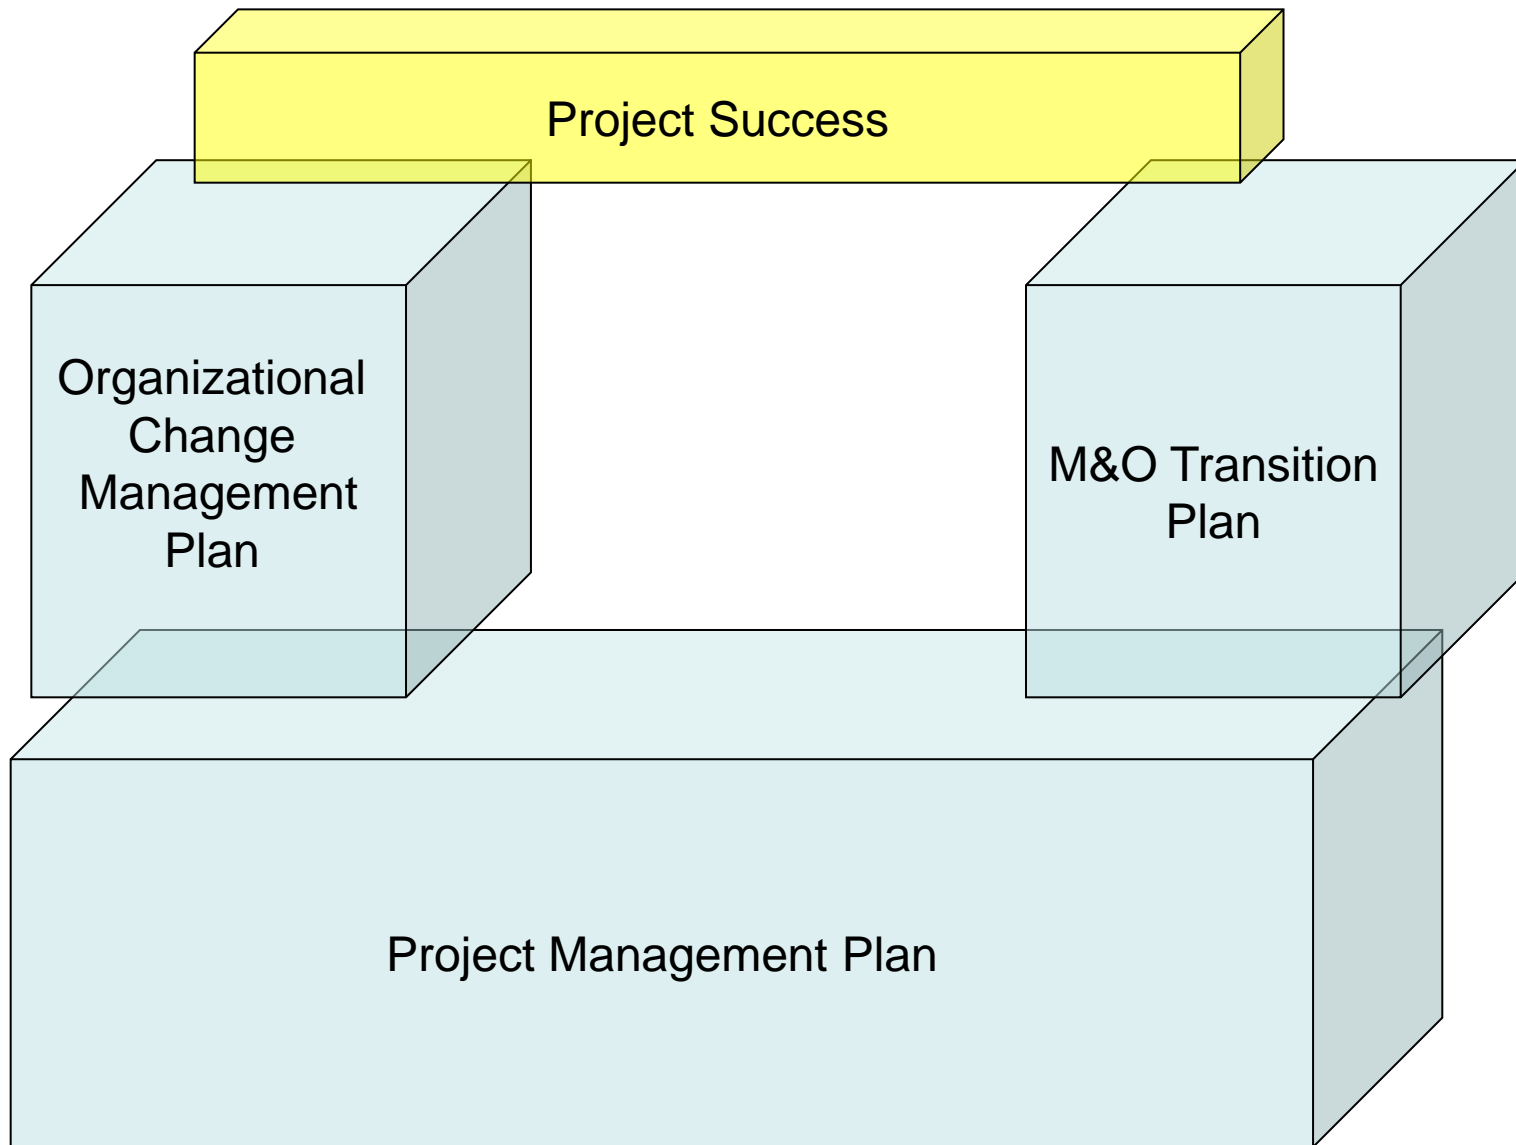 Project Success
Organizational
Change
Management
Plan
M&O Transition
Plan
Project Management Plan